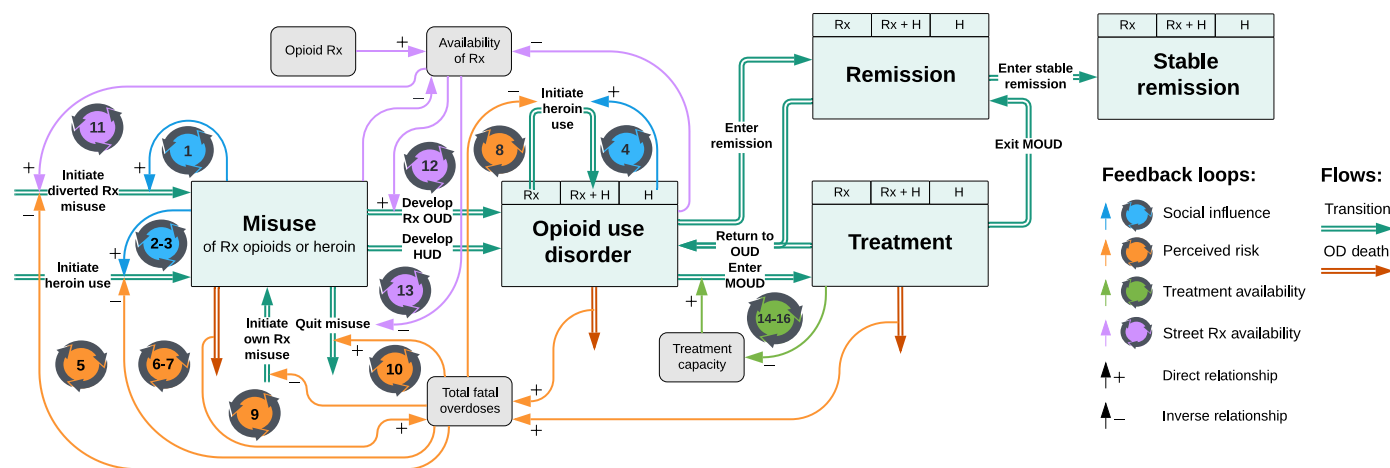 Opioid Rx
+
Availability
of Rx
−
−
Rx
Rx + H
H
Remission
Enter stable
remission
Rx
Rx + H
H
Stable
remission
11
1
12
−
Initiate
heroin
use
+
8
4
Enter
remission
Exit MOUD
+
+
Initiate
diverted Rx
misuse
−
Misuse
of Rx opioids or heroin
+
Develop
Rx OUD
Develop
HUD
Rx
Rx + H
H
Opioid use
disorder
Return to
OUD
Enter
MOUD
Rx
Rx + H
H
Treatment
2-3
+
Initiate
heroin use
−
13
−
Initiate
own Rx
misuse
Quit misuse
+
−
+
14-16
Treatment
capacity
−
5
6-7
9
10
Total fatal
overdoses
+
+
+
Feedback loops:
Social influence
Perceived risk
Treatment availability
Street Rx availability
+
Direct relationship
−
Inverse relationship
Flows:
Transition
OD death